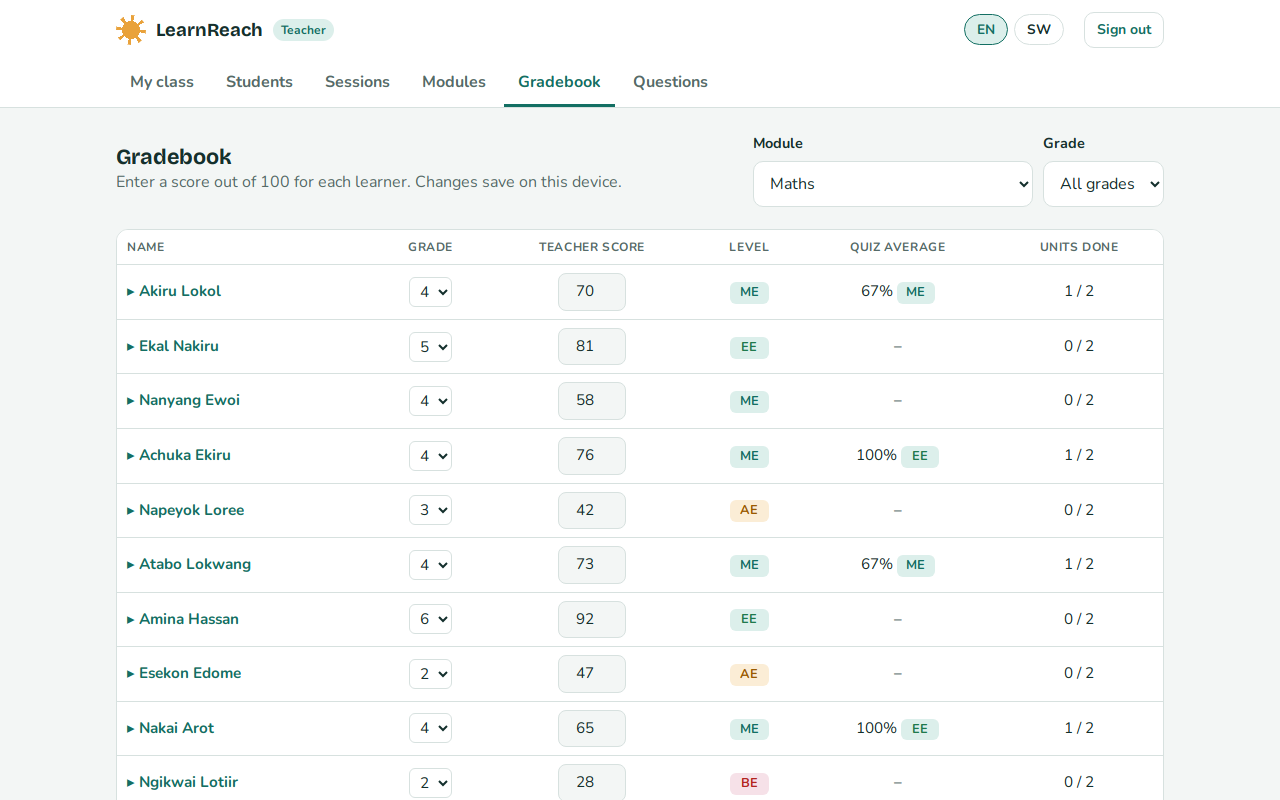 LearnReach Teacher EN SW Sign out
My class Students Sessions Modules Gradebook Questions
Module Grade
Gradebook
Enter a score out of 100 for each learner. Changes save on this device.
Maths All grades
NAME GRADE TEACHER SCORE LEVEL QUIZ AVERAGE UNITS DONE
▸ Akiru Lokol 4 70 ME 67% ME 1 / 2
▸ Ekal Nakiru 5 81 EE – 0 / 2
▸ Nanyang Ewoi 4 58 ME – 0 / 2
▸ Achuka Ekiru 4 76 ME 100% EE 1 / 2
▸ Napeyok Loree 3 42 AE – 0 / 2
▸ Atabo Lokwang 4 73 ME 67% ME 1 / 2
▸ Amina Hassan 6 92 EE – 0 / 2
▸ Esekon Edome 2 47 AE – 0 / 2
▸ Nakai Arot 4 65 ME 100% EE 1 / 2
▸ Ngikwai Lotiir 2 28 BE – 0 / 2